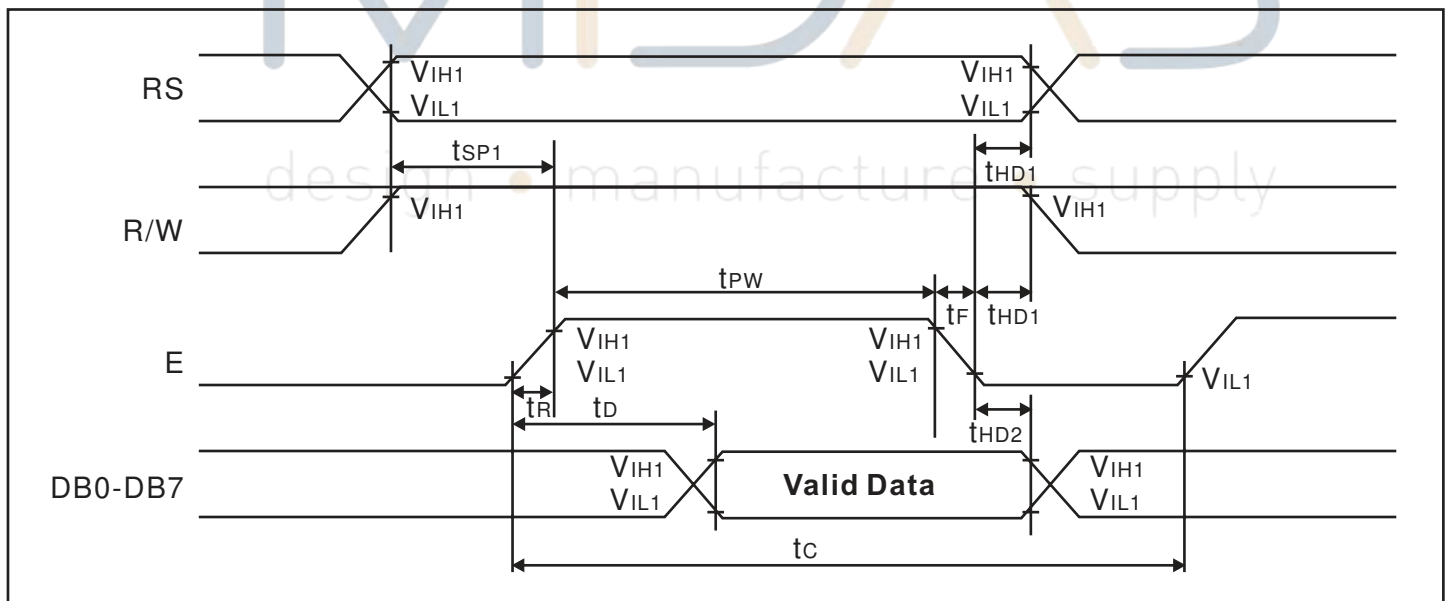 MIDAS
RS
VIH1
VIH1
VIL1
VIL1
tSP1
tHD1
design • manufacture • supply
R/W
VIH1
VIH1
tPW
tF
tHD1
E
VIH1
VIH1
VIL1
VIL1
VIL1
tR
tD
tHD2
DB0-DB7
VIH1
Valid Data
VIH1
VIL1
VIL1
tC